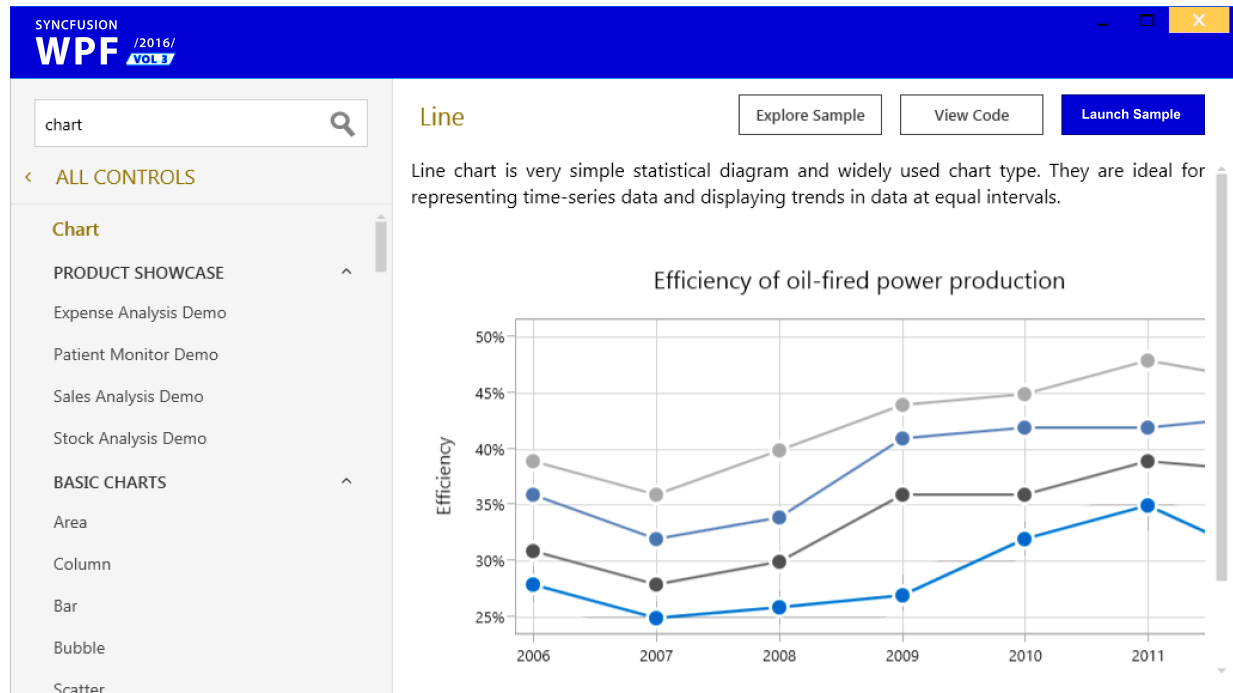 SYNCFUSION
WPF /2016/
VOL 3
chart
ALL CONTROLS
Chart
PRODUCT SHOWCASE
Expense Analysis Demo
Patient Monitor Demo
Sales Analysis Demo
Stock Analysis Demo
BASIC CHARTS
Area
Column
Bar
Bubble
Scatter
Line
Explore Sample
View Code
Launch Sample
Line chart is very simple statistical diagram and widely used chart type. They are ideal for
representing time-series data and displaying trends in data at equal intervals.
Efficiency of oil-fired power production
Efficiency
50%
45%
40%
35%
30%
25%
2006 2007 2008 2009 2010 2011